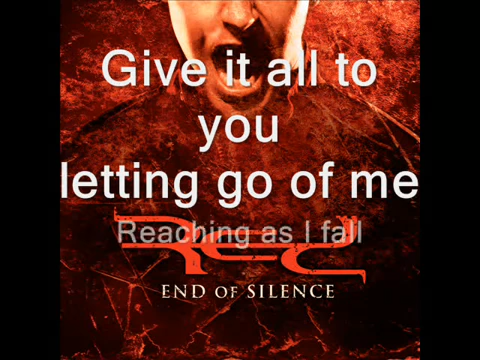 Give it all to
you
letting go of me
Reaching as I fall
Red
END OF SILENCE